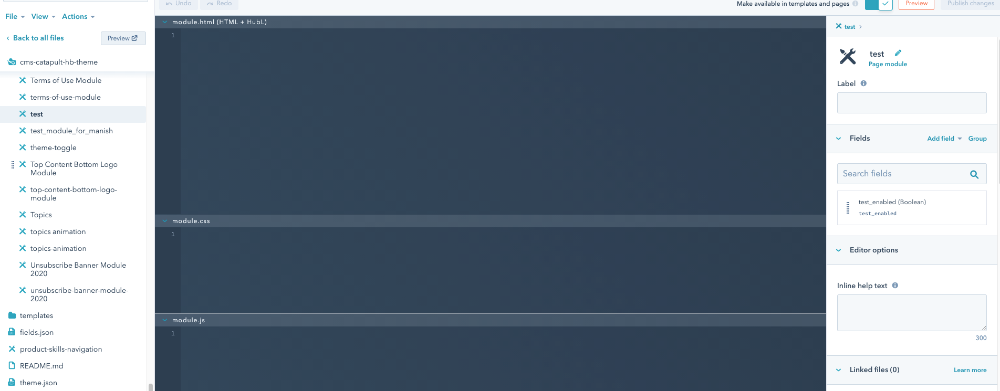 Undo
Redo
Make available in templates and pages
Preview
Publish changes
File
View
Actions
Back to all files
Preview
cms-catapult-hb-theme
Terms of Use Module
terms-of-use-module
test
test_module_for_manish
theme-toggle
Top Content Bottom Logo
Module
top-content-bottom-logo-
module
Topics
topics animation
topics-animation
Unsubscribe Banner Module
2020
unsubscribe-banner-module-
2020
templates
fields.json
product-skills-navigation
README.md
theme.json
module.html (HTML + HubL)
1
module.css
1
module.js
1
test
test
Page module
Label
Fields
Add field
Group
Search fields
test_enabled (Boolean)
test_enabled
Editor options
Inline help text
300
Linked files (0)
Learn more